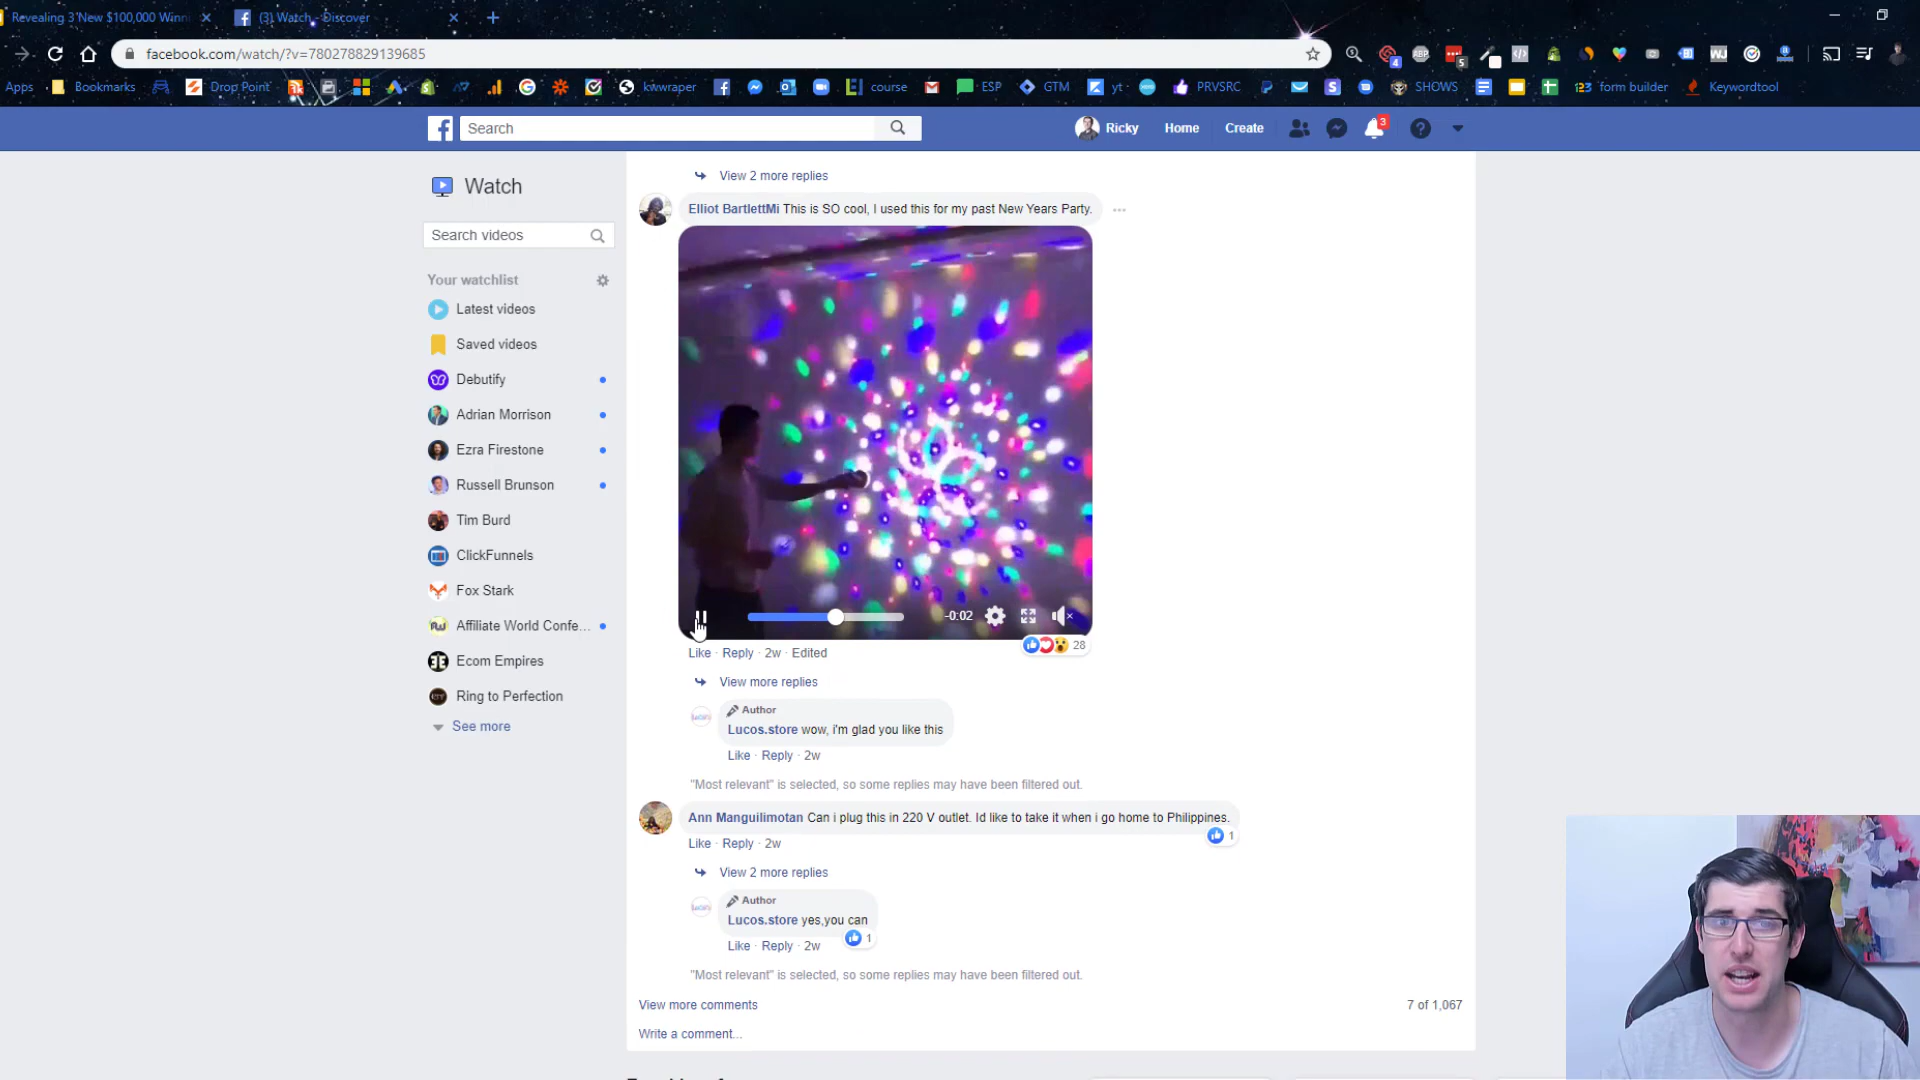 Revealing 3 New $100,000 Winni
(3) Watch - Discover
facebook.com/watch/?v=780278829139685
Apps
Bookmarks
Drop Point
kwwraper
course
ESP
GTM
yt
PRVSRC
SHOWS
form builder
Keywordtool
Search
Ricky
Home
Create
3
Watch
Search videos
Your watchlist
Latest videos
Saved videos
Debutify
Adrian Morrison
Ezra Firestone
Russell Brunson
Tim Burd
ClickFunnels
Fox Stark
Affiliate World Confe...
Ecom Empires
Ring to Perfection
See more
View 2 more replies
Elliot BartlettMi This is SO cool, I used this for my past New Years Party.
-0:02
28
Like · Reply · 2w · Edited
View more replies
Author
Lucos.store wow, i'm glad you like this
Like · Reply · 2w
"Most relevant" is selected, so some replies may have been filtered out.
Ann Manguilimotan Can i plug this in 220 V outlet. Id like to take it when i go home to Philippines.
1
Like · Reply · 2w
View 2 more replies
Author
Lucos.store yes,you can
1
Like · Reply · 2w
"Most relevant" is selected, so some replies may have been filtered out.
View more comments
7 of 1,067
Write a comment...